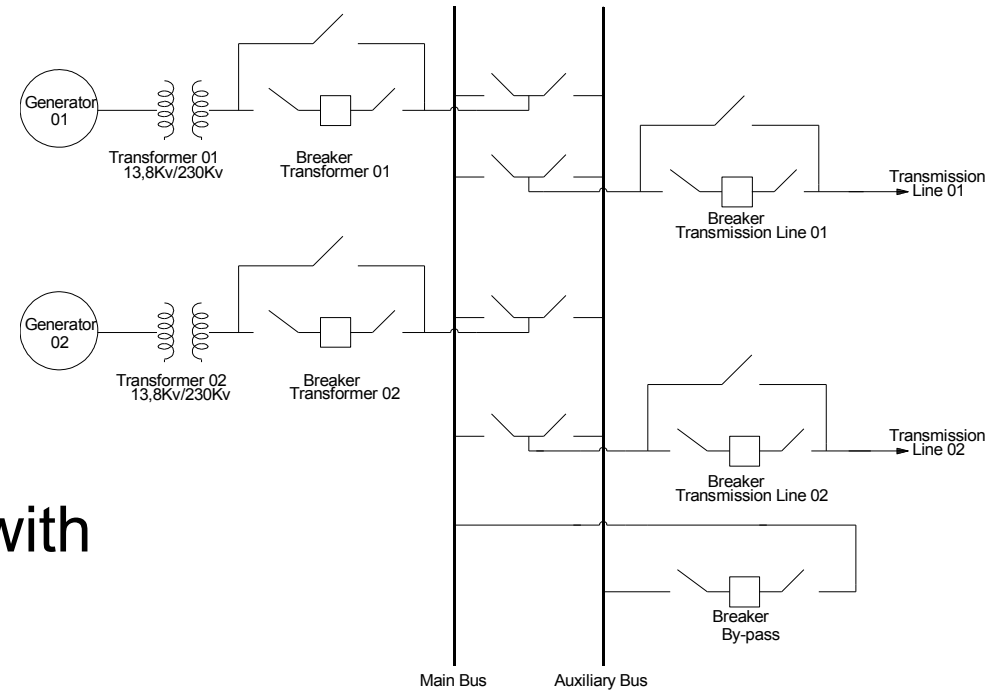 Generator
01
Transformer 01
13,8Kv/230Kv
Breaker
Transformer 01
Transmission
Line 01
Breaker
Transmission Line 01
Generator
02
Transformer 02
13,8Kv/230Kv
Breaker
Transformer 02
Transmission
Line 02
Breaker
Transmission Line 02
with
Breaker
By-pass
Main Bus
Auxiliary Bus